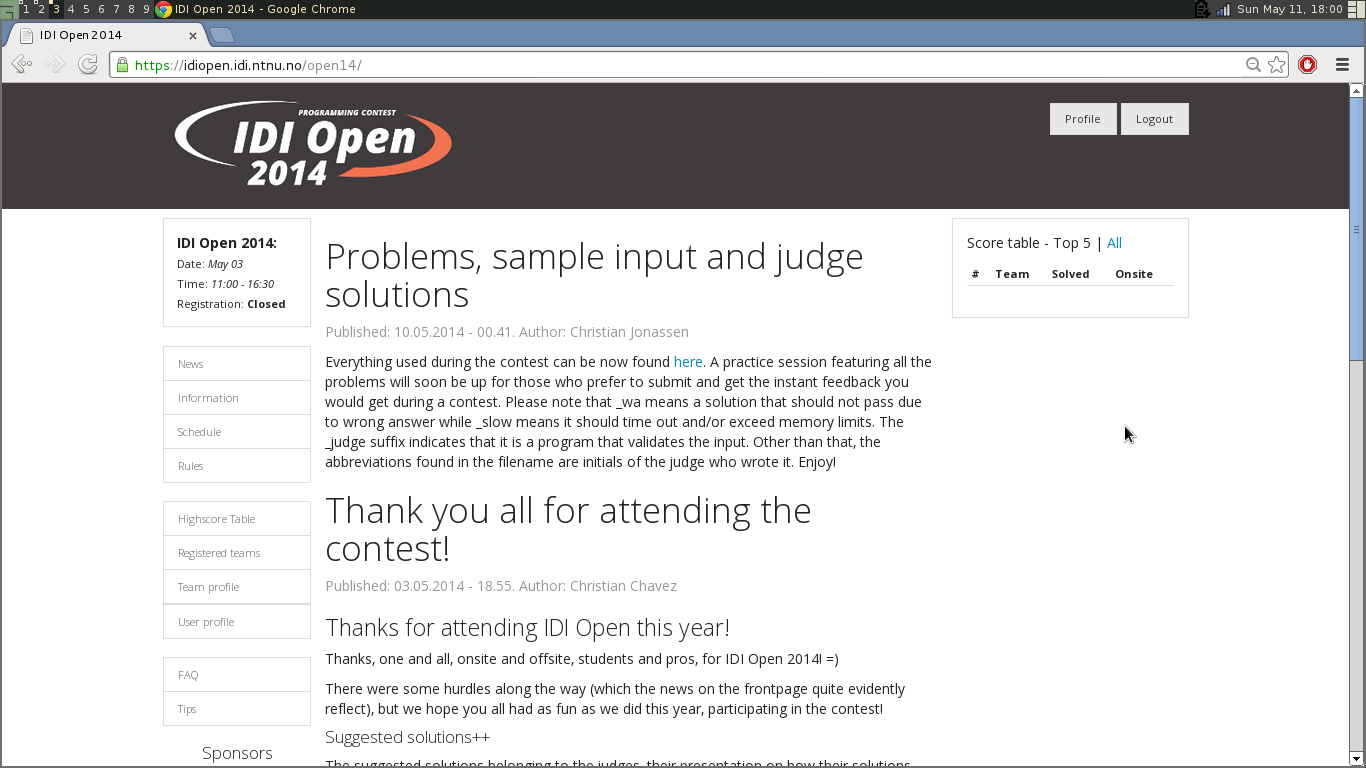 1 2 3 4 5 6 7 8 9 IDI Open 2014 - Google Chrome Sun May 11, 18:00
IDI Open 2014
https://idiopen.idi.ntnu.no/open14/
PROGRAMMING CONTEST
IDI Open
2014
Profile Logout
IDI Open 2014:
Date: May 03
Time: 11:00 - 16:30
Registration: Closed
News
Information
Schedule
Rules
Highscore Table
Registered teams
Team profile
User profile
FAQ
Tips
Sponsors
Problems, sample input and judge
solutions
Published: 10.05.2014 - 00.41. Author: Christian Jonassen
Everything used during the contest can be now found here. A practice session featuring all the
problems will soon be up for those who prefer to submit and get the instant feedback you
would get during a contest. Please note that _wa means a solution that should not pass due
to wrong answer while _slow means it should time out and/or exceed memory limits. The
_judge suffix indicates that it is a program that validates the input. Other than that, the
abbreviations found in the filename are initials of the judge who wrote it. Enjoy!
Thank you all for attending the
contest!
Published: 03.05.2014 - 18.55. Author: Christian Chavez
Thanks for attending IDI Open this year!
Thanks, one and all, onsite and offsite, students and pros, for IDI Open 2014! =)
There were some hurdles along the way (which the news on the frontpage quite evidently
reflect), but we hope you all had as fun as we did this year, participating in the contest!
Suggested solutions++
The suggested solutions belonging to the judges, their presentation on how their solutions
Score table - Top 5 | All
# Team Solved Onsite